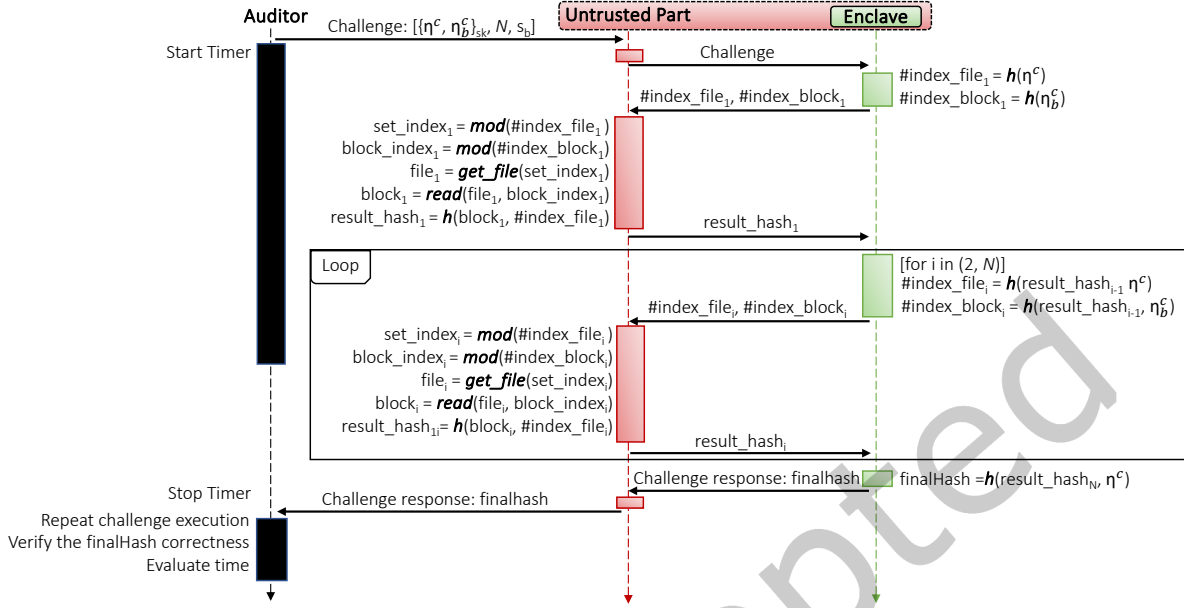 Auditor
Untrusted Part
Enclave
Challenge: [{ηᶜ, η_b^c}ₛₖ, N, s_b]
Start Timer
Challenge
#index_file₁ = h(ηᶜ)
#index_block₁ = h(η_b^c)
#index_file₁, #index_block₁
set_index₁ = mod(#index_file₁)
block_index₁ = mod(#index_block₁)
file₁ = get_file(set_index₁)
block₁ = read(file₁, block_index₁)
result_hash₁ = h(block₁, #index_file₁)
result_hash₁
Loop
[for i in (2, N)]
#index_fileᵢ = h(result_hashᵢ₋₁ ηᶜ)
#index_blockᵢ = h(result_hashᵢ₋₁, η_b^c)
#index_fileᵢ, #index_blockᵢ
set_indexᵢ = mod(#index_fileᵢ)
block_indexᵢ = mod(#index_blockᵢ)
fileᵢ = get_file(set_indexᵢ)
blockᵢ = read(fileᵢ, block_indexᵢ)
result_hash₁ᵢ= h(blockᵢ, #index_fileᵢ)
result_hashᵢ
Challenge response: finalhash
finalHash =h(result_hash_N, ηᶜ)
Stop Timer
Challenge response: finalhash
Repeat challenge execution
Verify the finalHash correctness
Evaluate time
pted